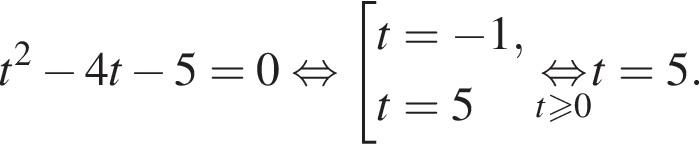 t² − 4t − 5 = 0 ⇔ [ t = −1, t = 5 ⇔ t ⩾ 0 t = 5.